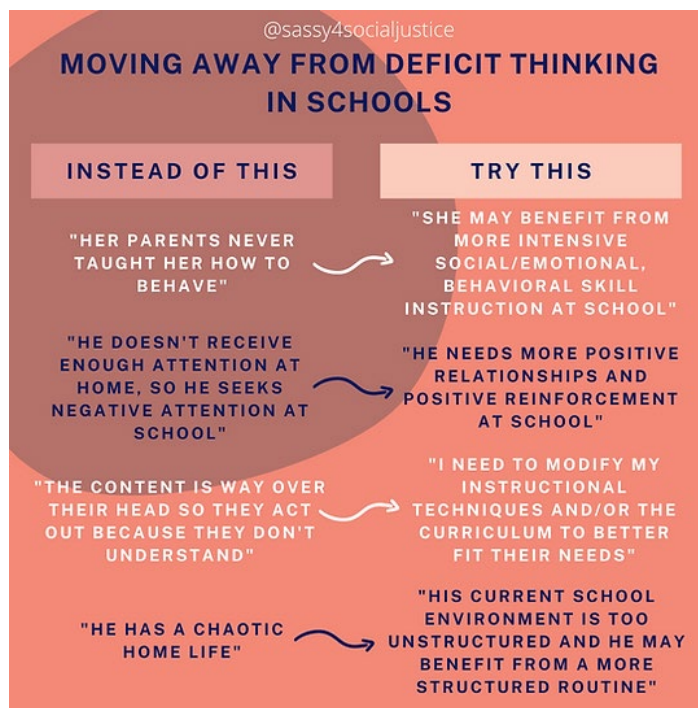 @sassy4socialjustice
MOVING AWAY FROM DEFICIT THINKING
IN SCHOOLS
INSTEAD OF THIS
TRY THIS
"HER PARENTS NEVER
TAUGHT HER HOW TO
BEHAVE"
"SHE MAY BENEFIT FROM
MORE INTENSIVE
SOCIAL/EMOTIONAL,
BEHAVIORAL SKILL
INSTRUCTION AT SCHOOL"
"HE DOESN'T RECEIVE
ENOUGH ATTENTION AT
HOME, SO HE SEEKS
NEGATIVE ATTENTION AT
SCHOOL"
"HE NEEDS MORE POSITIVE
RELATIONSHIPS AND
POSITIVE REINFORCEMENT
AT SCHOOL"
"THE CONTENT IS WAY OVER
THEIR HEAD SO THEY ACT
OUT BECAUSE THEY DON'T
UNDERSTAND"
"I NEED TO MODIFY MY
INSTRUCTIONAL
TECHNIQUES AND/OR THE
CURRICULUM TO BETTER
FIT THEIR NEEDS"
"HE HAS A CHAOTIC
HOME LIFE"
"HIS CURRENT SCHOOL
ENVIRONMENT IS TOO
UNSTRUCTURED AND HE MAY
BENEFIT FROM A MORE
STRUCTURED ROUTINE"